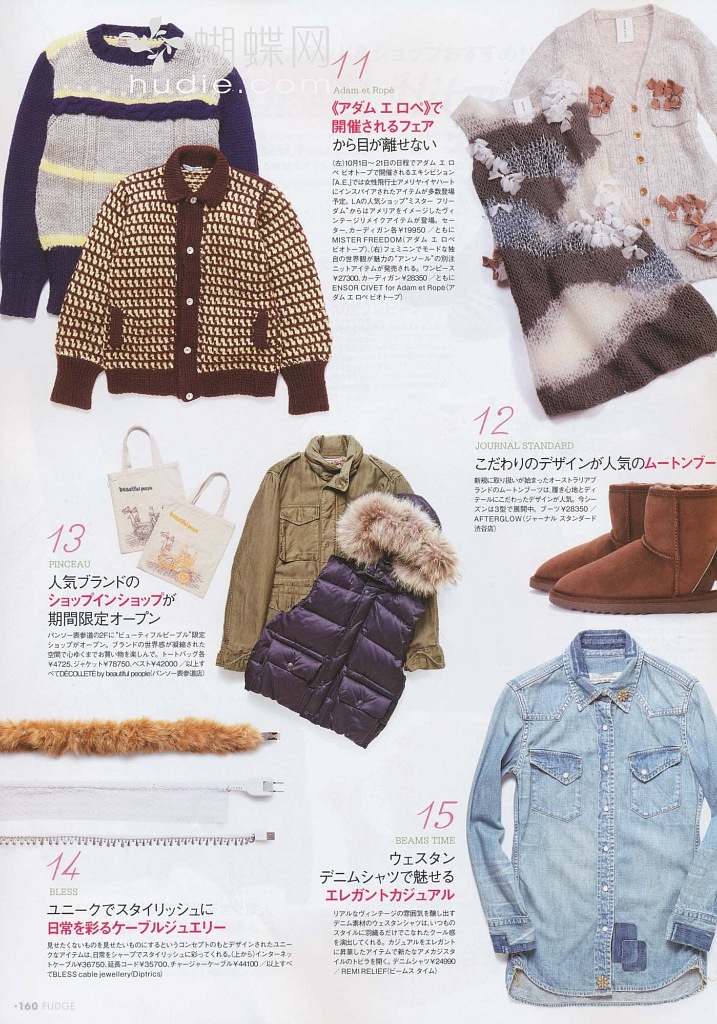 蝴蝶网
hudie.com
11
Adam et Ropé
《アダム エ ロペ》で
開催されるフェア
から目が離せない
(左)10月1日〜21日の日程でアダム エ ロ
ペ ビオトープで開催されるエキシビション
「A.E.」では女性飛行士アメリヤ・イヤハート
にインスパイアされたアイテムが多数登場
予定。LAの人気ショップ“ミスター フリー
ダム”からはアメリアをイメージしたヴィ
ンテージリメイクアイテムが登場。セー
ター、カーディガン各¥19950／ともに
MISTER FREEDOM(アダム エ ロペ
ビオトープ)、(右)フェミニンでモードな独
自の世界観が魅力の“アンソール”の別注
ニットアイテムが発売される。ワンピース
¥27300、カーディガン¥28350／ともに
ENSOR CIVET for Adam et Ropé(ア
ダム エ ロペ ビオトープ)
12
JOURNAL STANDARD
こだわりのデザインが人気のムートンブー
新規に取り扱いが始まったオーストラリアブ
ランドのムートンブーツは、履き心地とディ
テールにこだわったデザインが人気。今シー
ズンは3型で展開中。ブーツ¥28350／
AFTERGLOW(ジャーナル スタンダード
渋谷店)
beautiful people
beautiful people
13
PINCEAU
人気ブランドの
ショップインショップが
期間限定オープン
パンソー表参道の2Fに“ビューティフルピープル”限定
ショップがオープン。ブランドの世界感が凝縮された
空間で心ゆくまでお買い物を楽しんで。トートバッグ各
¥4725、ジャケット¥78750、ベスト¥42000／以上す
べてDÉCOLLETÉ by beautiful people(パンソー表参道店)
14
BLESS
ユニークでスタイリッシュに
日常を彩るケーブルジュエリー
見せたくないものを見せたいものにするというコンセプトのもとデザインされたユニー
クなアイテムは、日常をシャープでスタイリッシュに彩ってくれる。(上から)インターネ
ットケーブル¥36750、延長コード¥35700、チャージャーケーブル¥44100／以上すべ
てBLESS cable jewellery(Diptrics)
15
BEAMS TIME
ウェスタン
デニムシャツで魅せる
エレガントカジュアル
リアルなヴィンテージの雰囲気を醸し出す
デニム素材のウェスタンシャツは、いつもの
スタイルに羽織るだけでこなれたクール感
を演出してくれる。カジュアルをエレガント
に昇華したアイテムで新たなアメカジスタ
イルのトビラを開く。デニムシャツ¥24990
／REMI RELIEF(ビームス タイム)
・160 FUDGE